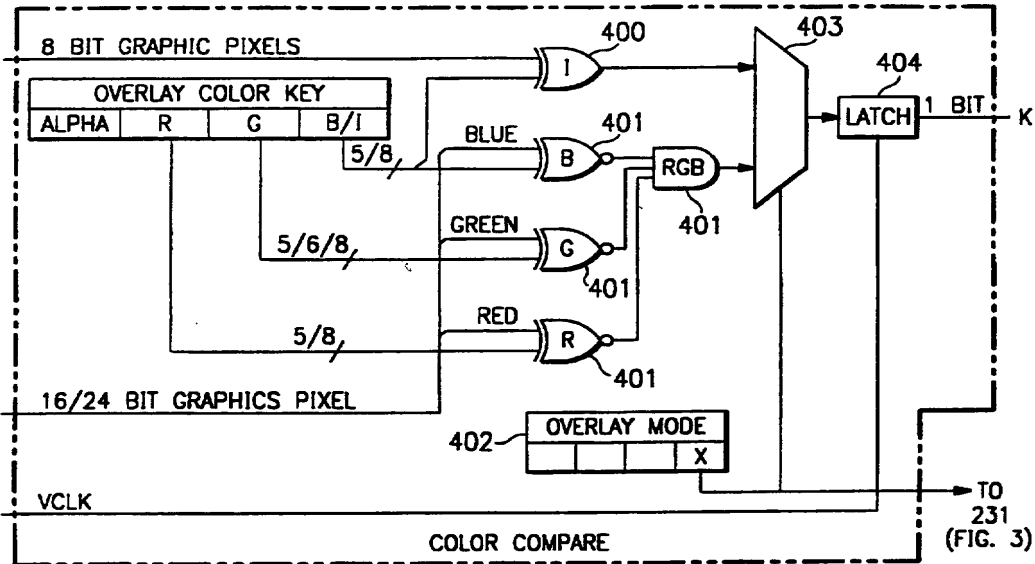 8 BIT GRAPHIC PIXELS
400
403
I
404
OVERLAY COLOR KEY
ALPHA R G B/I
LATCH
1 BIT
K
5/8
BLUE
401
B
RGB
401
5/6/8
GREEN
G
401
5/8
RED
R
401
16/24 BIT GRAPHICS PIXEL
402
OVERLAY MODE
X
VCLK
TO
231
(FIG. 3)
COLOR COMPARE